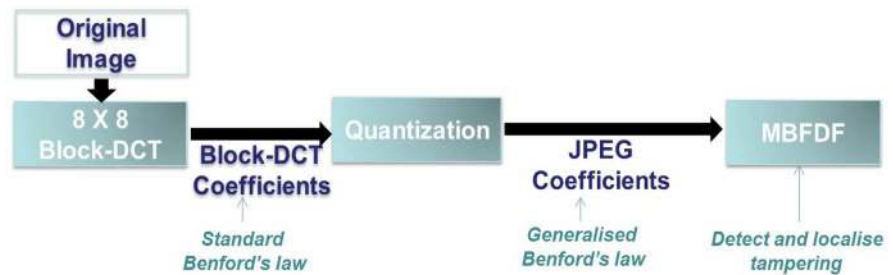 Original
Image
8 X 8
Block-DCT
Block-DCT
Coefficients
Standard
Benford's law
Quantization
JPEG
Coefficients
Generalised
Benford's law
MBFDF
Detect and localise
tampering